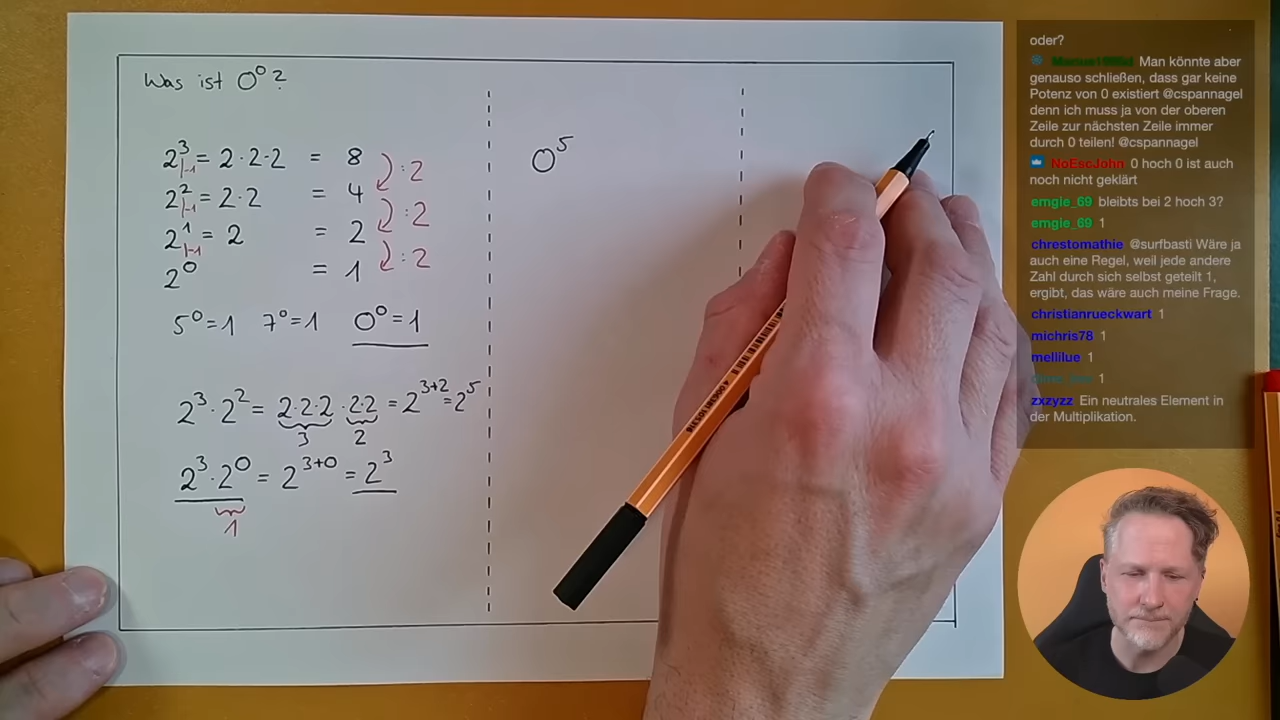 Was ist 0⁰?
2³ = 2·2·2 = 8
:2
|-1
2² = 2·2 = 4
:2
|-1
2¹ = 2 = 2
:2
|-1
2⁰ = 1
5⁰=1 7⁰=1 0⁰=1
2³·2² = 2·2·2·2·2 = 2³⁺²=2⁵
3 2
2³·2⁰ = 2³⁺⁰ = 2³
1
0⁵
oder?
Man könnte aber
genauso schließen, dass gar keine
Potenz von 0 existiert @cspannagel
denn ich muss ja von der oberen
Zeile zur nächsten Zeile immer
durch 0 teilen! @cspannagel
NoEscJohn 0 hoch 0 ist auch
noch nicht geklärt
emgie_69 bleibts bei 2 hoch 3?
emgie_69 1
chrestomathie @surfbasti Wäre ja
auch eine Regel, weil jede andere
Zahl durch sich selbst geteilt 1,
ergibt, das wäre auch meine Frage.
christianrueckwart 1
michris78 1
mellilue 1
1
zxzyzz Ein neutrales Element in
der Multiplikation.